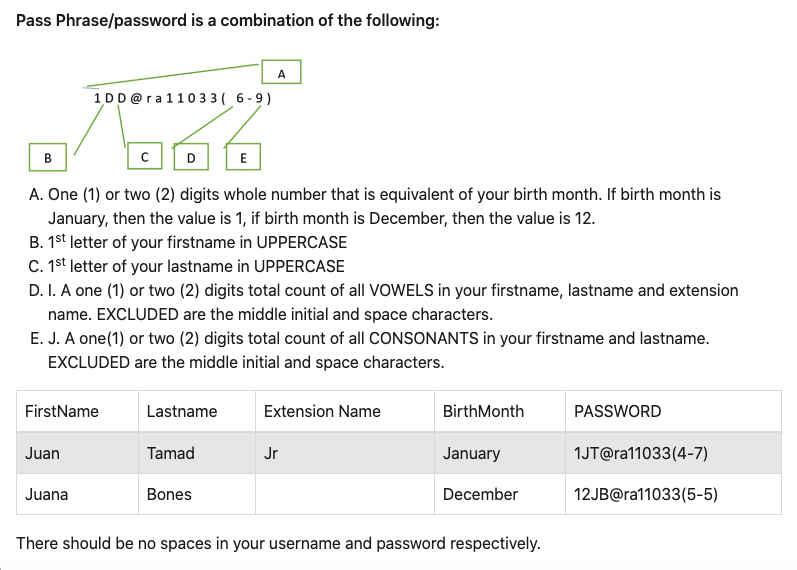 Pass Phrase/password is a combination of the following:
A
1DD@ra11033( 6-9)
B
C
D
E
A. One (1) or two (2) digits whole number that is equivalent of your birth month. If birth month is
January, then the value is 1, if birth month is December, then the value is 12.
B. 1st letter of your firstname in UPPERCASE
C. 1st letter of your lastname in UPPERCASE
D. I. A one (1) or two (2) digits total count of all VOWELS in your firstname, lastname and extension
name. EXCLUDED are the middle initial and space characters.
E. J. A one(1) or two (2) digits total count of all CONSONANTS in your firstname and lastname.
EXCLUDED are the middle initial and space characters.
FirstName Lastname Extension Name BirthMonth PASSWORD
Juan Tamad Jr January 1JT@ra11033(4-7)
Juana Bones December 12JB@ra11033(5-5)
There should be no spaces in your username and password respectively.